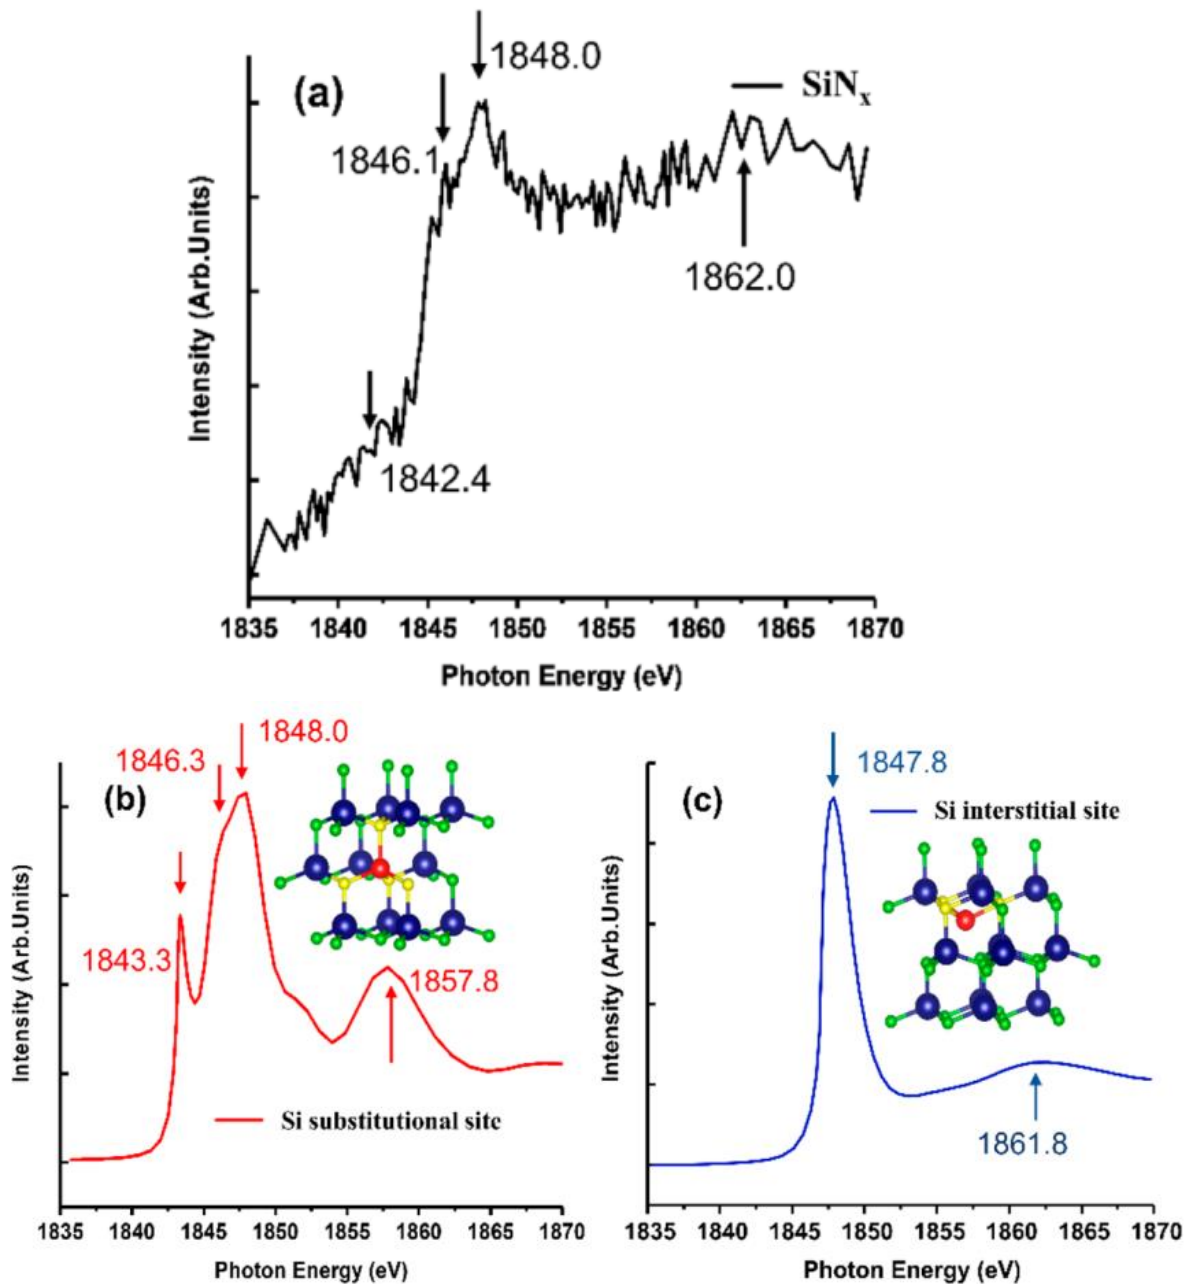 1848.0
(a)
SiNx
1846.1
1862.0
1842.4
Intensity (Arb.Units)
1835 1840 1845 1850 1855 1860 1865 1870
Photon Energy (eV)
1848.0
1846.3
(b)
1843.3
1857.8
Si substitutional site
Intensity (Arb.Units)
1835 1840 1845 1850 1855 1860 1865 1870
Photon Energy (eV)
1847.8
(c)
Si interstitial site
1861.8
Intensity (Arb.Units)
1835 1840 1845 1850 1855 1860 1865 1870
Photon Energy (eV)